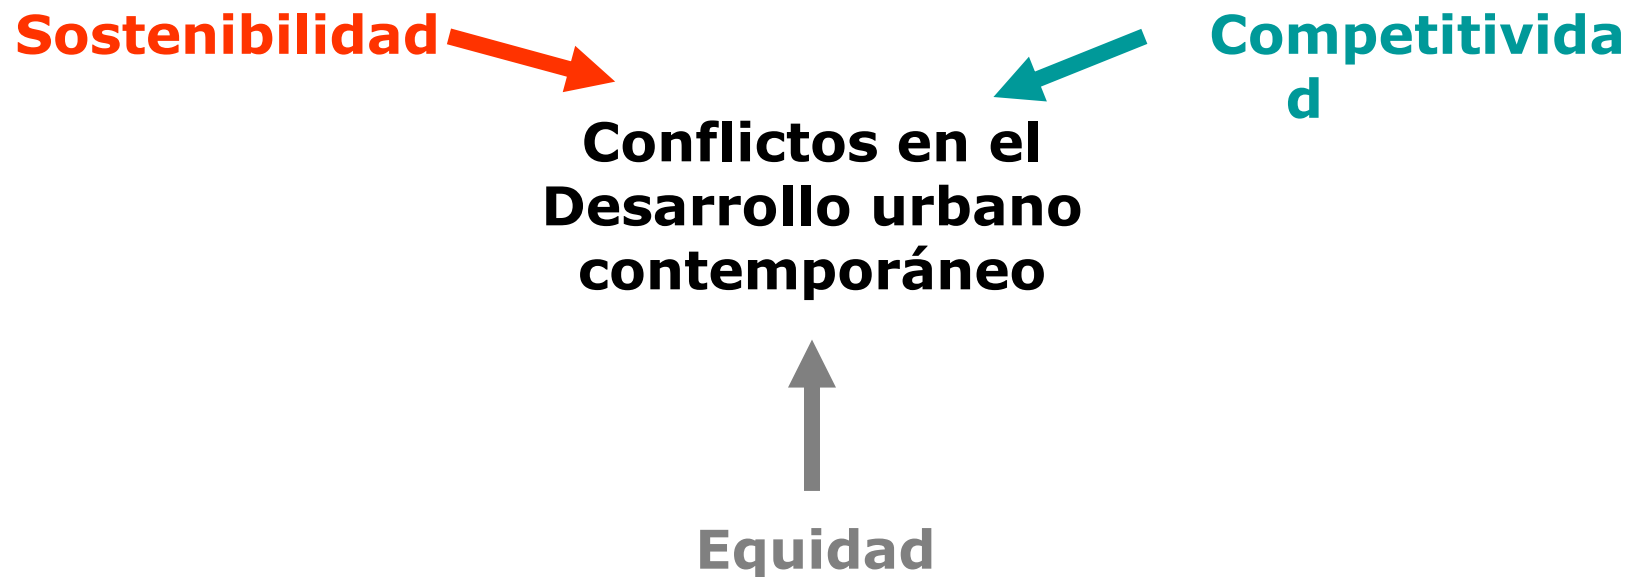 Sostenibilidad
Competitivida
d
Conflictos en el
Desarrollo urbano
contemporáneo
Equidad